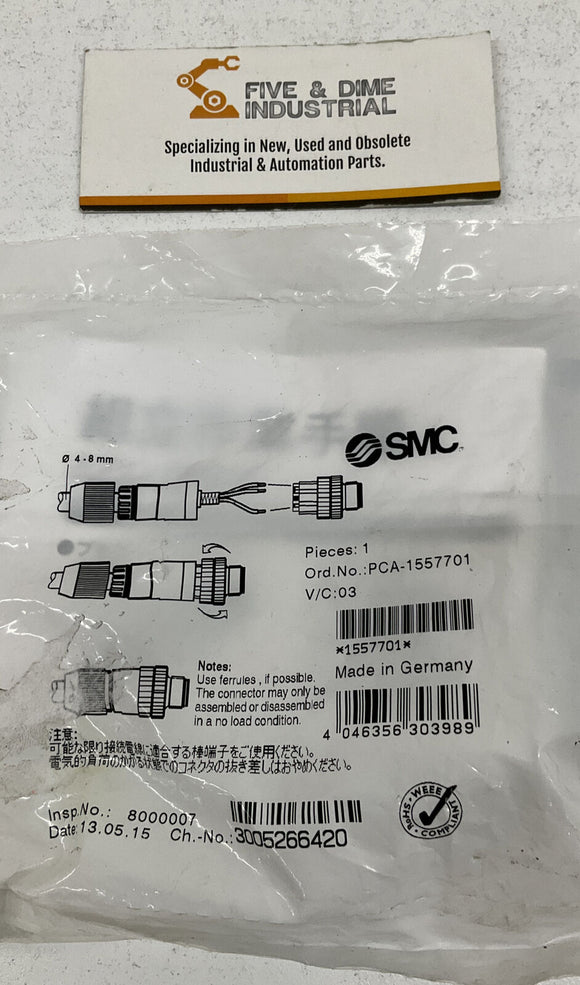 FIVE & DIME
INDUSTRIAL
Specializing in New, Used and Obsolete
Industrial & Automation Parts.
SMC
Ø 4-8 mm
Pieces: 1
Ord.No.:PCA-1557701
V/C:03
*1557701*
Made in Germany
4 046356 303989
Notes:
Use ferrules, if possible.
The connector may only be
assembled or disassembled
in a no load condition.
注意:
可能な限り接続電線に適合する棒端子をご使用ください。
電気的負荷のかかる状態でのコネクタの抜き差しはおやめください。
Insp.No.: 8000007
Date:13.05.15 Ch.-No.:3005266420
WEEE
RoHS - COMPLIANT